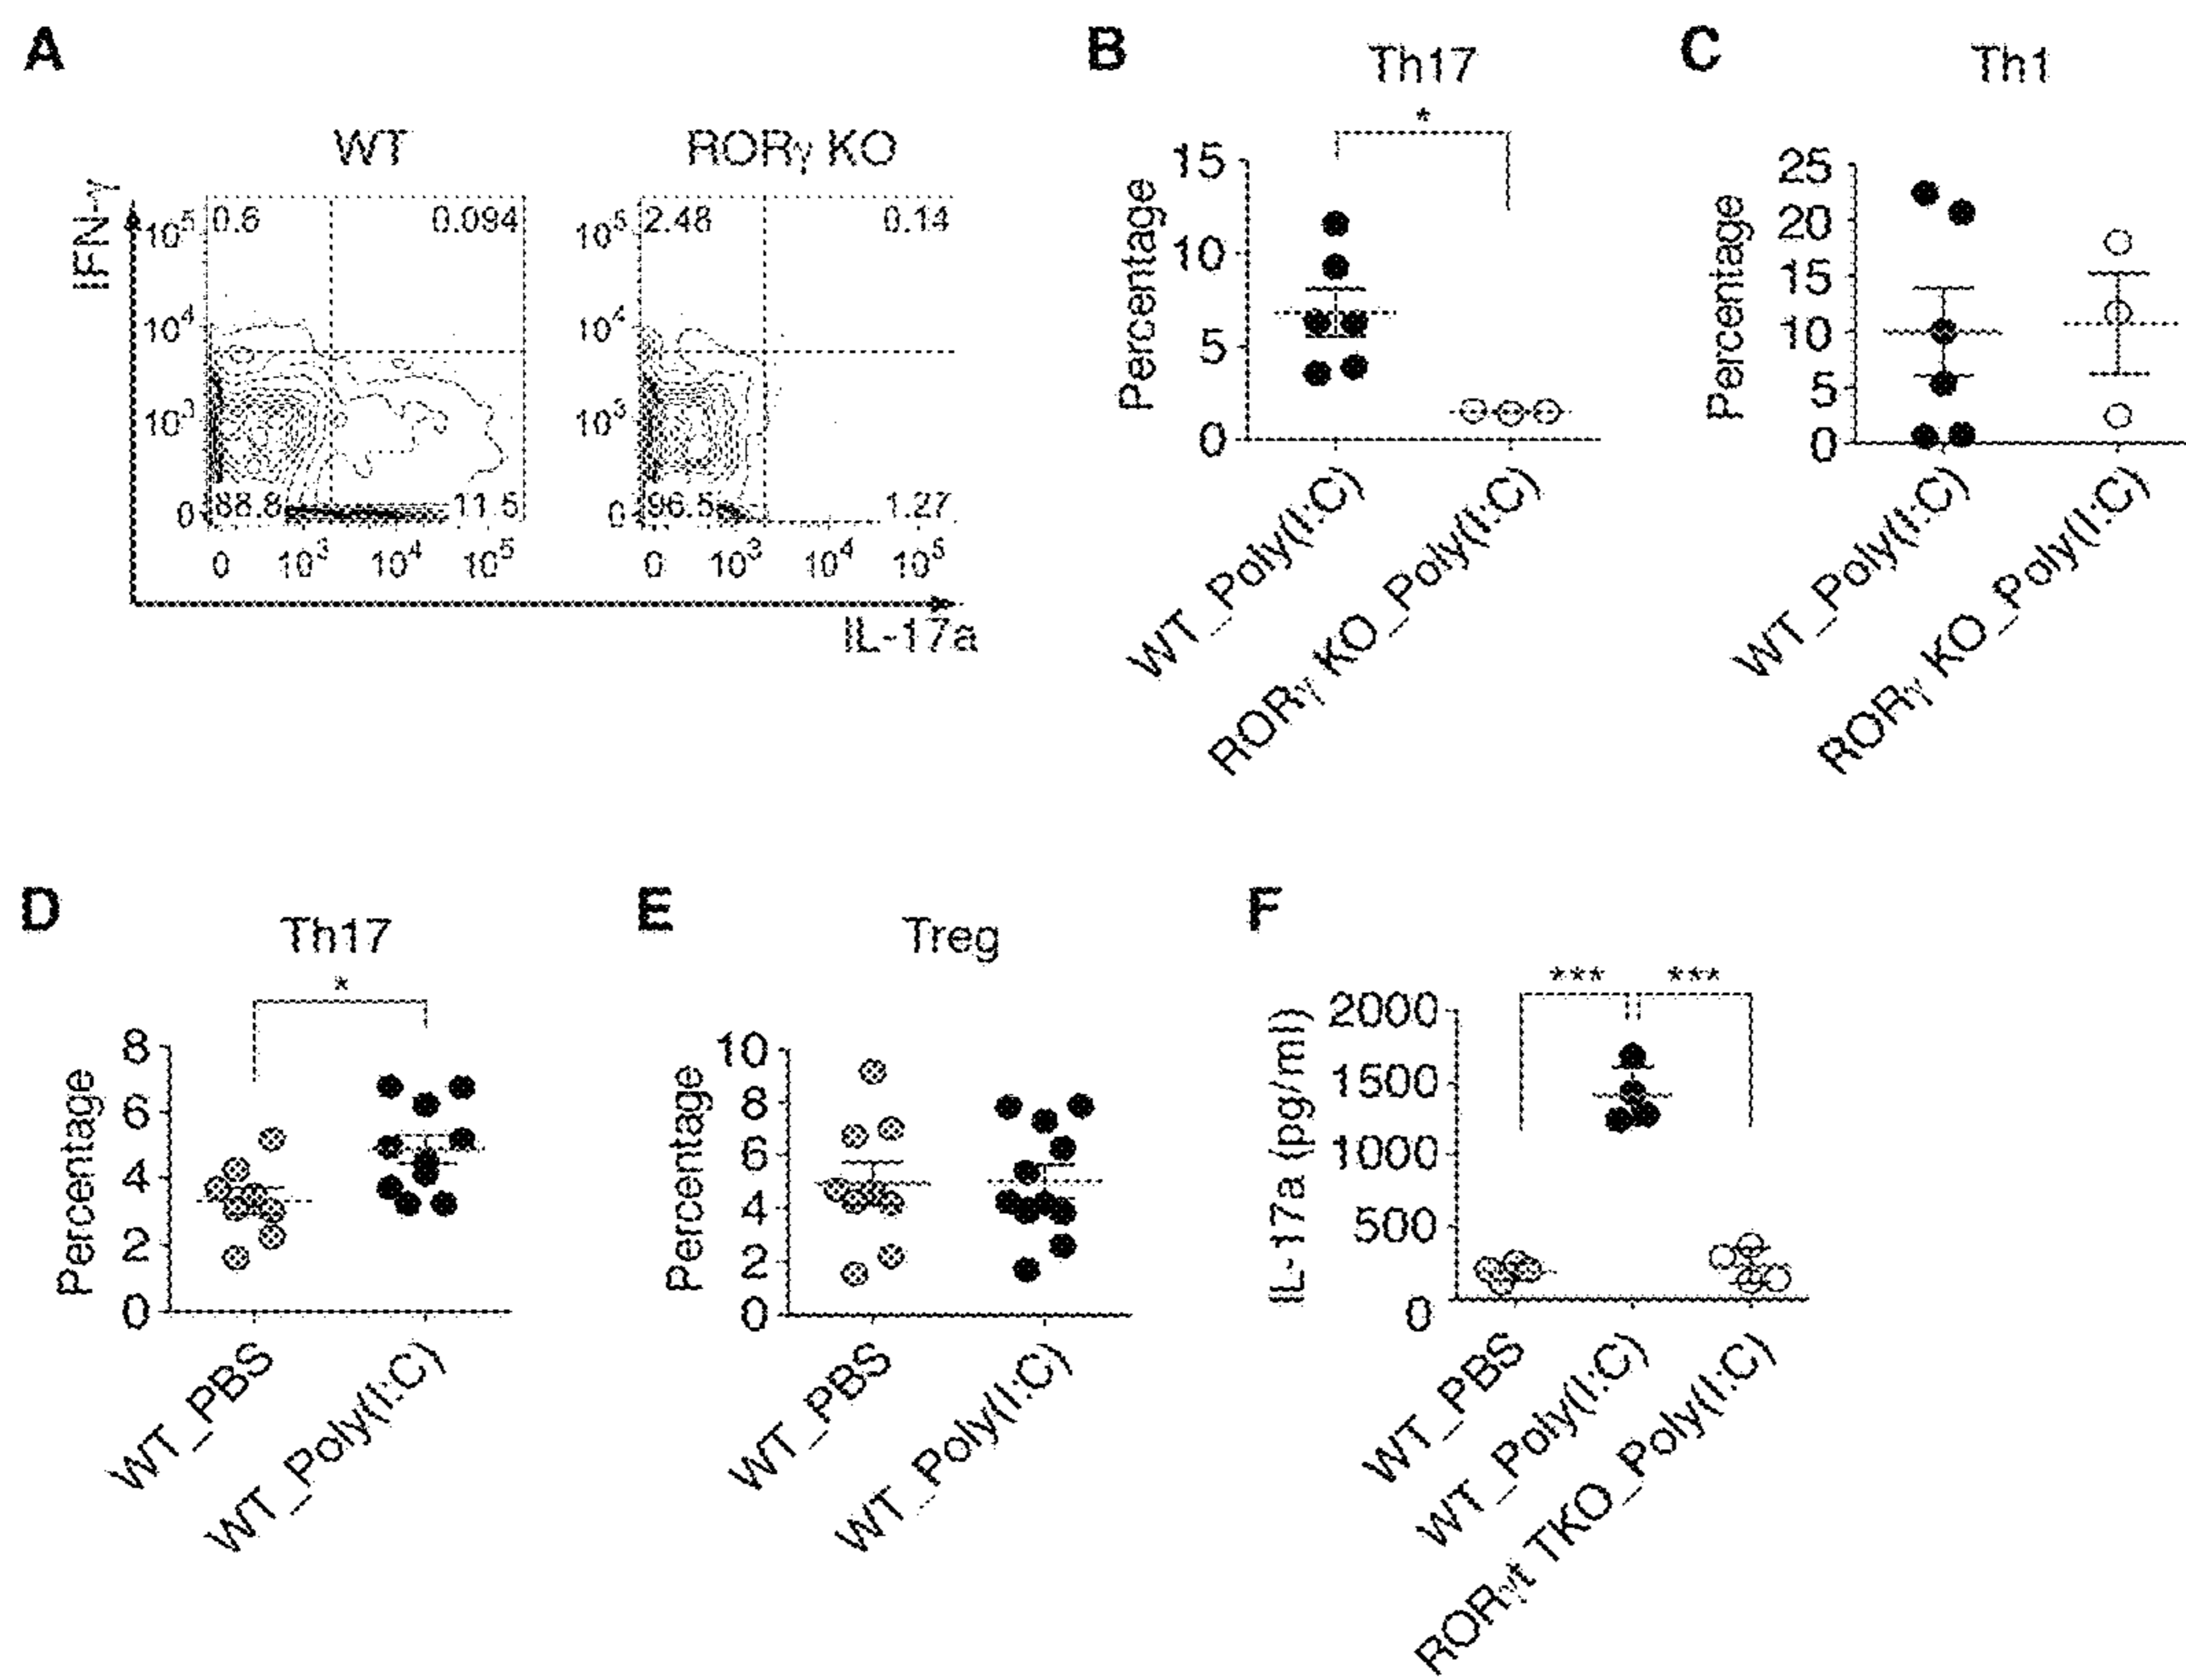 A
WT
RORγ KO
IFN-γ
10⁵
0.6
0.094
10⁴
10³
0
88.8
11.5
0
10³
10⁴
10⁵
10⁵
2.48
0.14
10⁴
10³
0
96.5
1.27
0
10³
10⁴
10⁵
IL-17a
B
Th17
*
Percentage
15
10
5
0
WT_Poly(I:C)
RORγ KO_Poly(I:C)
C
Th1
Percentage
25
20
15
10
5
0
WT_Poly(I:C)
RORγ KO_Poly(I:C)
D
Th17
*
Percentage
8
6
4
2
0
WT_PBS
WT_Poly(I:C)
E
Treg
Percentage
10
8
6
4
2
0
WT_PBS
WT_Poly(I:C)
F
*** ***
IL-17a (pg/ml)
2000
1500
1000
500
0
WT_PBS
WT_Poly(I:C)
RORγt TKO_Poly(I:C)